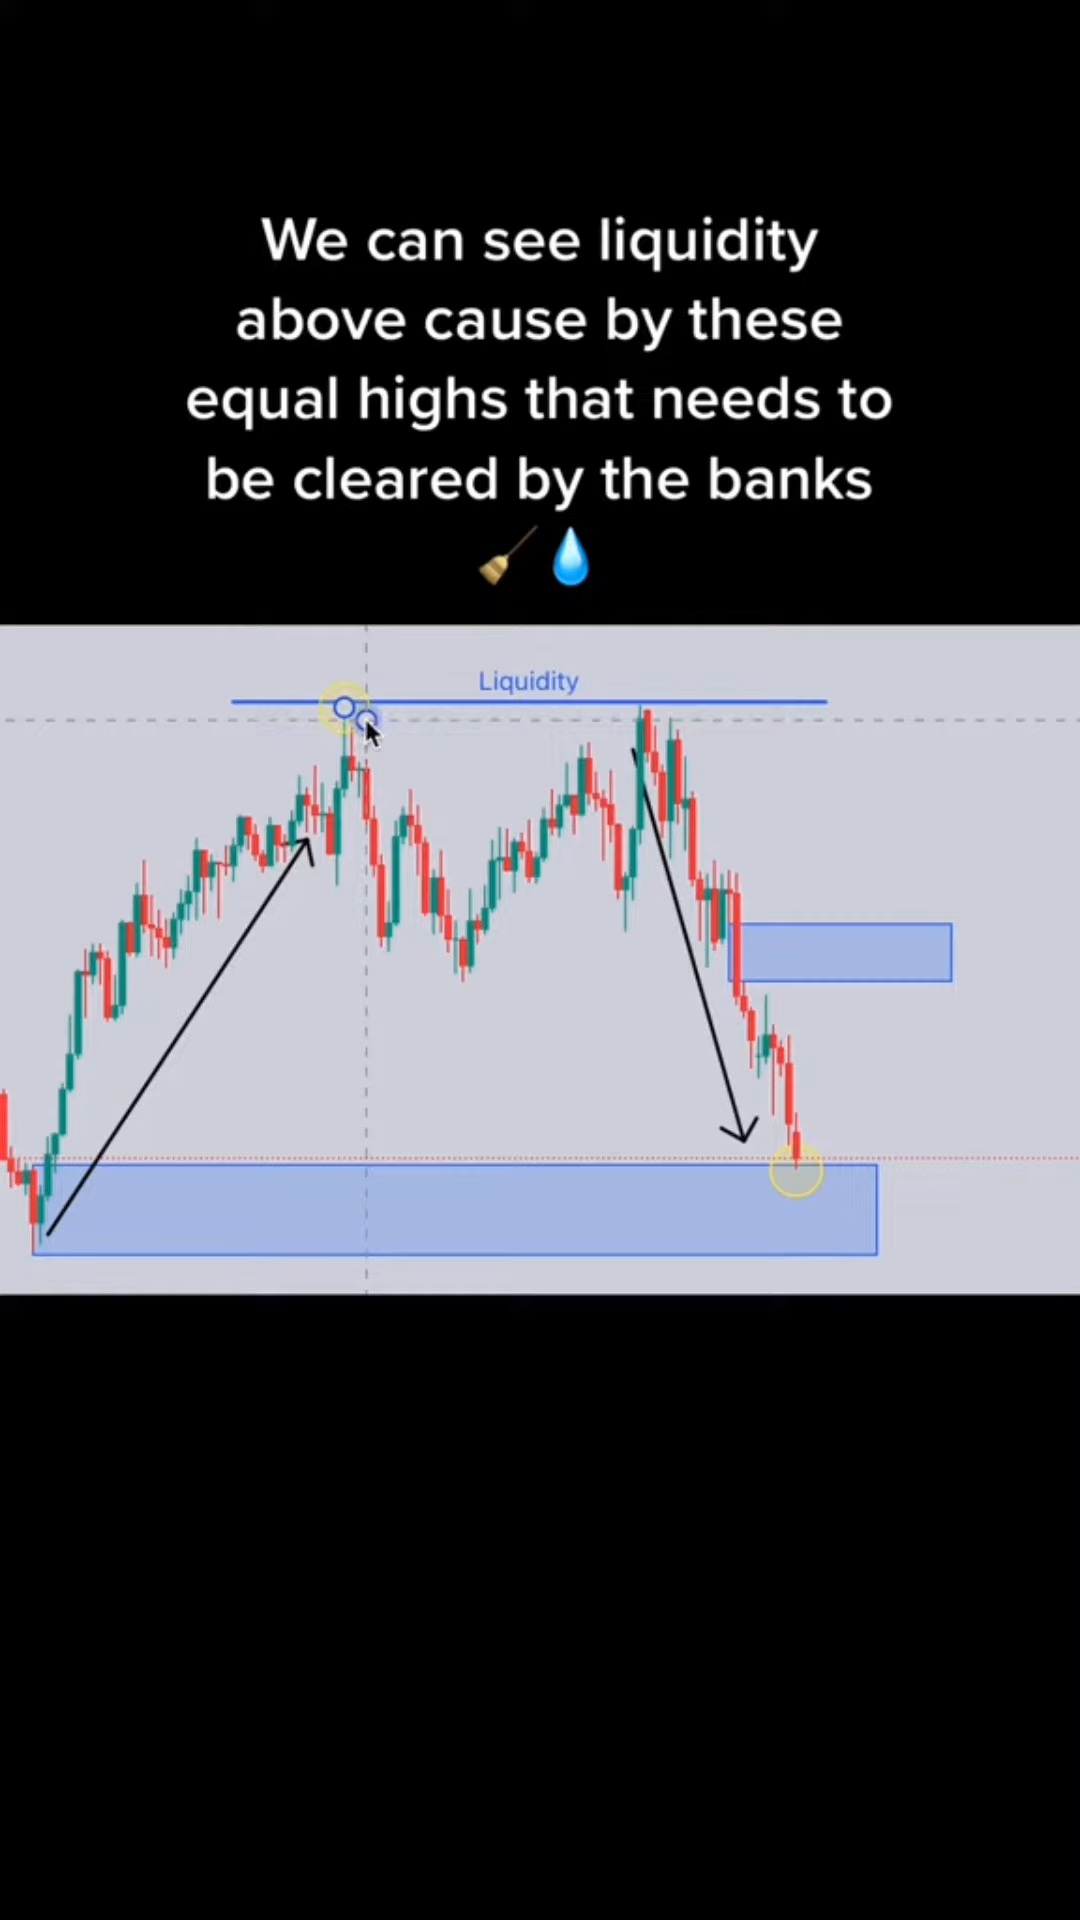 We can see liquidity
above cause by these
equal highs that needs to
be cleared by the banks
🧹💧
Liquidity